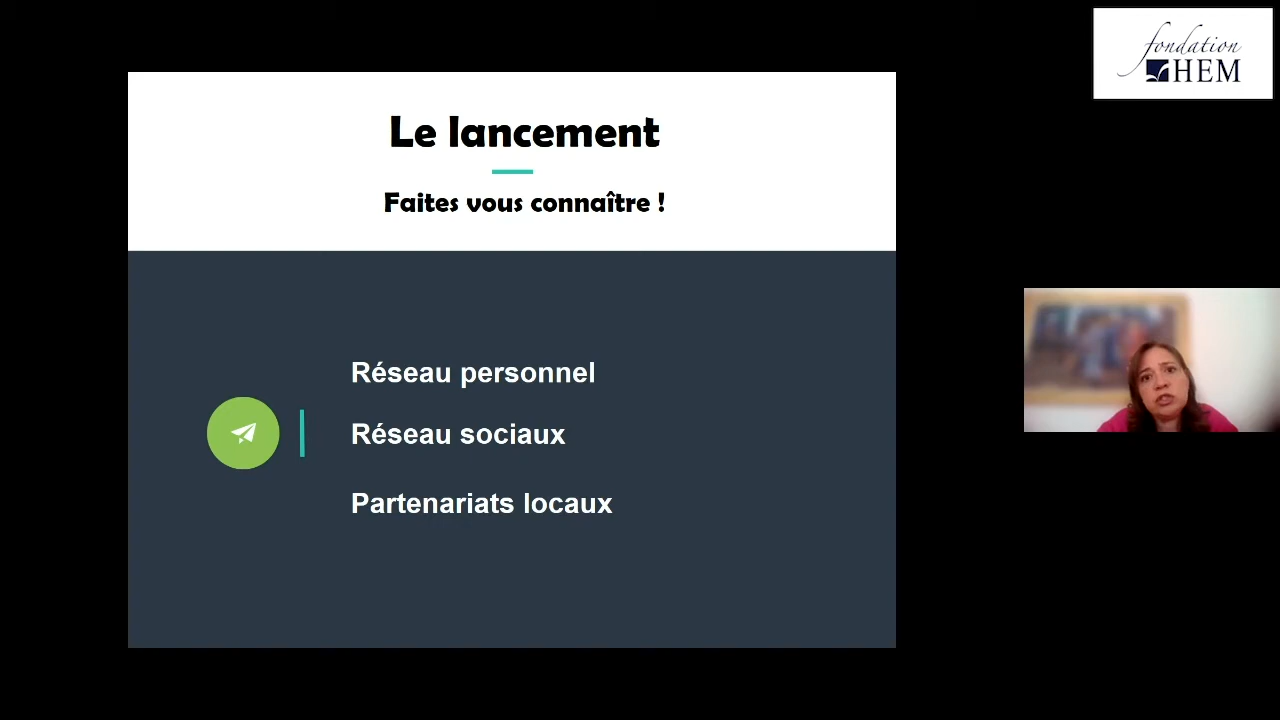 fondation
HEM
Le lancement
Faites vous connaître !
Réseau personnel
Réseau sociaux
Partenariats locaux